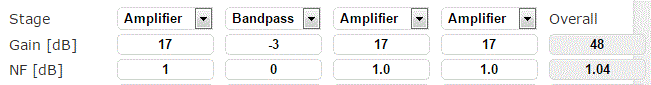 Stage Amplifier Bandpass Amplifier Amplifier Overall
Gain [dB] 17 -3 17 17 48
NF [dB] 1 0 1.0 1.0 1.04